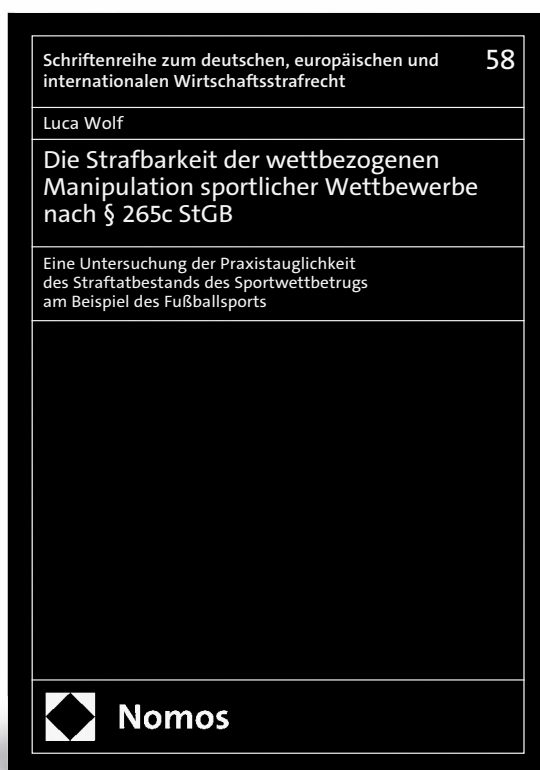 Schriftenreihe zum deutschen, europäischen und
internationalen Wirtschaftsstrafrecht
58
Luca Wolf
Die Strafbarkeit der wettbezogenen
Manipulation sportlicher Wettbewerbe
nach § 265c StGB
Eine Untersuchung der Praxistauglichkeit
des Straftatbestands des Sportwettbetrugs
am Beispiel des Fußballsports
Nomos